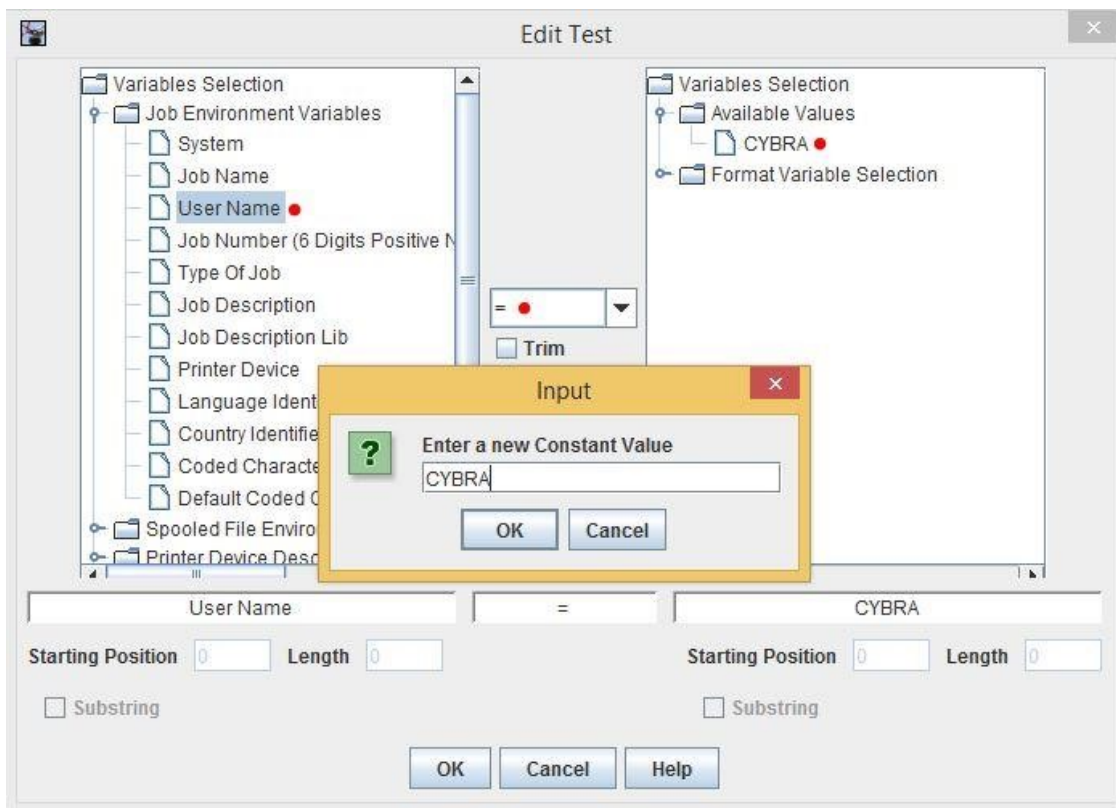 Edit Test
Variables Selection
Job Environment Variables
System
Job Name
User Name
Job Number (6 Digits Positive N
Type Of Job
Job Description
Job Description Lib
Printer Device
Language Ident
Country Identifie
Coded Characte
Default Coded C
Spooled File Enviro
Printer Device Desc
=
Trim
Variables Selection
Available Values
CYBRA
Format Variable Selection
Input
?
Enter a new Constant Value
CYBRA
OK Cancel
User Name = CYBRA
Starting Position 0 Length 0 Starting Position 0 Length 0
Substring Substring
OK Cancel Help